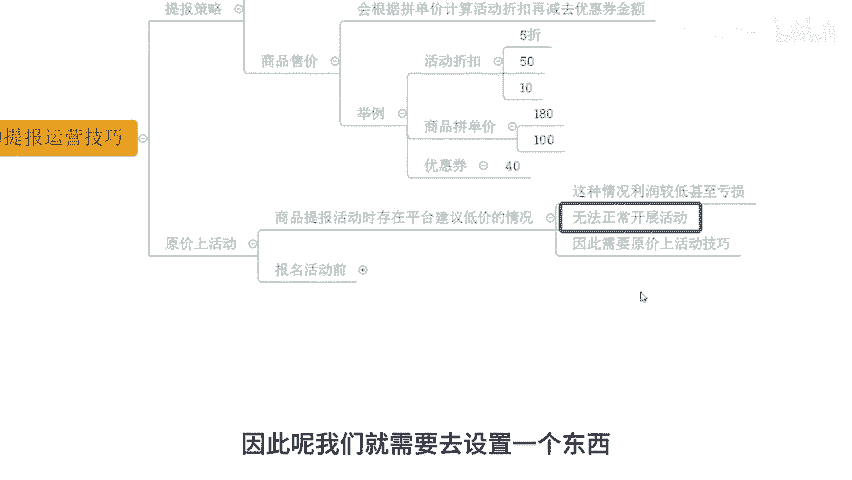 提报策略
会根据拼单价计算活动折扣再减去优惠券金额
商品售价
5折
活动折扣
50
10
举例
180
商品拼单价
100
优惠券
40
提报运营技巧
这种情况利润较低甚至亏损
商品提报活动时存在平台建议低价的情况
无法正常开展活动
原价上活动
因此需要原价上活动技巧
报名活动前
因此呢我们就需要去设置一个东西